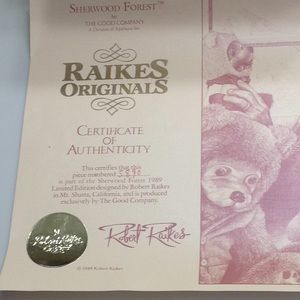 SHERWOOD FOREST™
by
THE GOOD COMPANY
A Division of Applause Inc.
RAIKES
ORIGINALS
CERTIFICATE
OF
AUTHENTICITY
This certifies that this
piece numbered 5890
is part of the Sherwood Forest 1989
Limited Edition designed by Robert Raikes
in Mt. Shasta, California, and is produced
exclusively by The Good Company.
Robert Raikes
© 1989 Robert Raikes